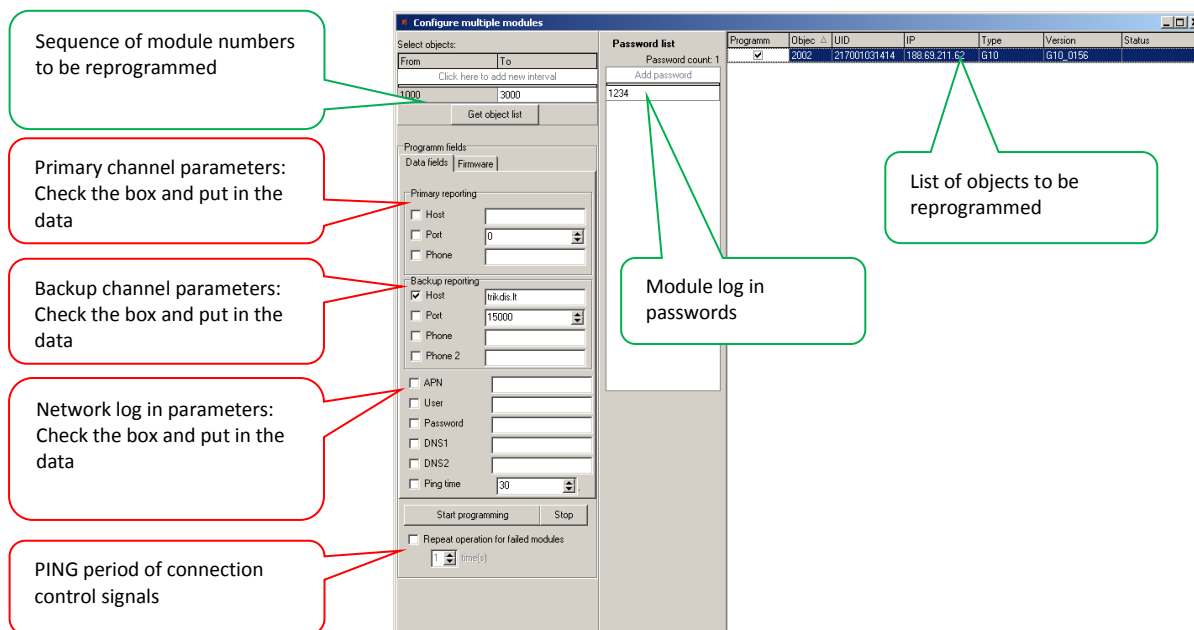 Sequence of module numbers
to be reprogrammed
Primary channel parameters:
Check the box and put in the
data
Backup channel parameters:
Check the box and put in the
data
Network log in parameters:
Check the box and put in the
data
PING period of connection
control signals
Configure multiple modules
Select objects:
From To
Click here to add new interval
1000 3000
Get object list
Programm fields
Data fields Firmware
Primary reporting
Host
Port 0
Phone
Backup reporting
Host trikdis.lt
Port 15000
Phone
Phone 2
APN
User
Password
DNS1
DNS2
Ping time 30 .
Start programming Stop
Repeat operation for failed modules
1 time(s)
Password list
Password count: 1
Add password
1234
Module log in
passwords
Programm Objec UID IP Type Version Status
2002 217001031414 188.69.211.62 G10 G10_0156
List of objects to be
reprogrammed